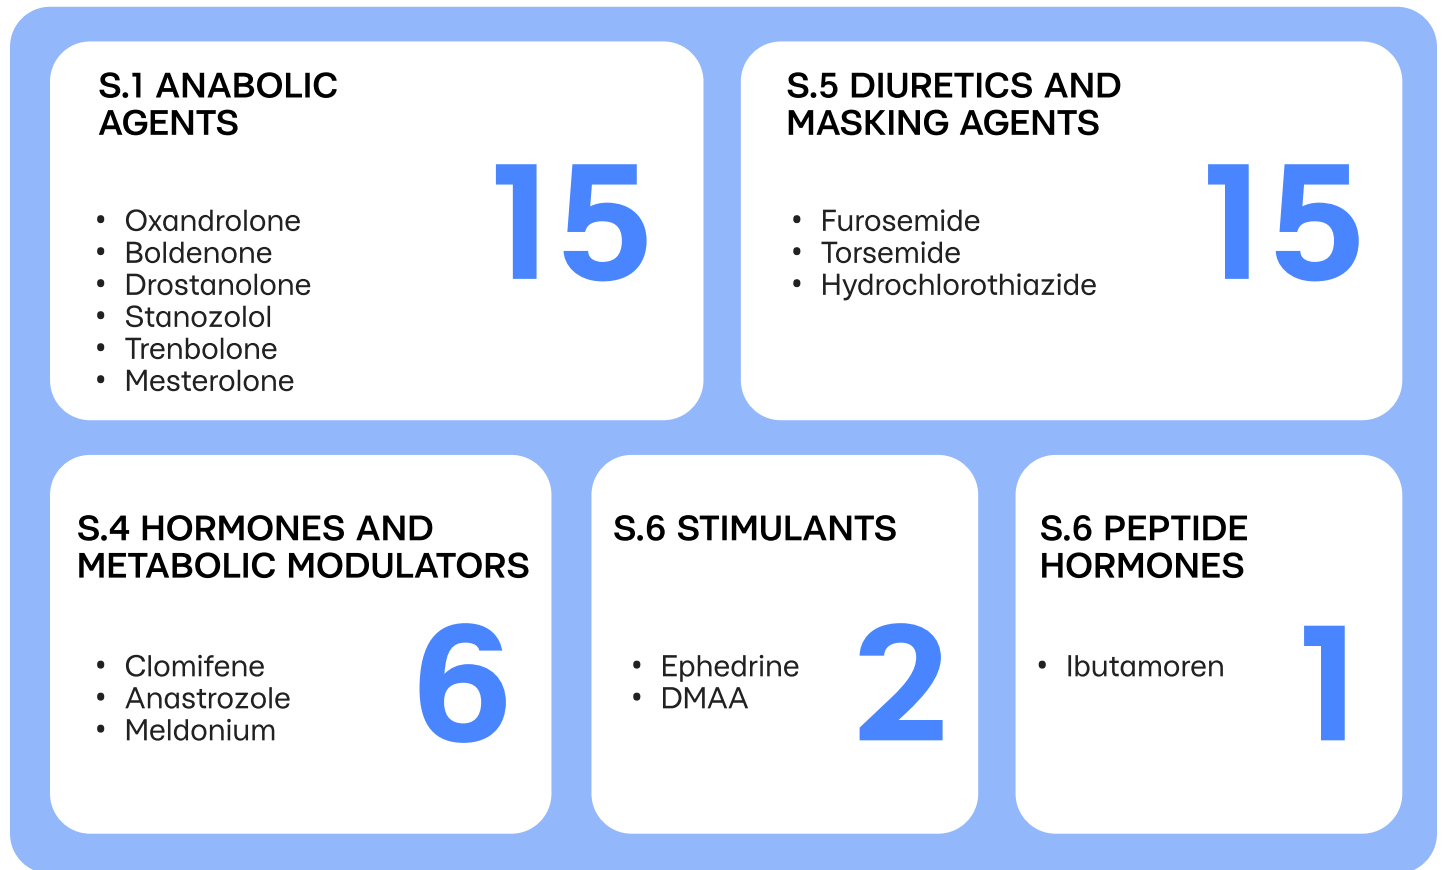 S.1 ANABOLIC
AGENTS
15
• Oxandrolone
• Boldenone
• Drostanolone
• Stanozolol
• Trenbolone
• Mesterolone
S.5 DIURETICS AND
MASKING AGENTS
15
• Furosemide
• Torsemide
• Hydrochlorothiazide
S.4 HORMONES AND
METABOLIC MODULATORS
6
• Clomifene
• Anastrozole
• Meldonium
S.6 STIMULANTS
2
• Ephedrine
• DMAA
S.6 PEPTIDE
HORMONES
1
• Ibutamoren